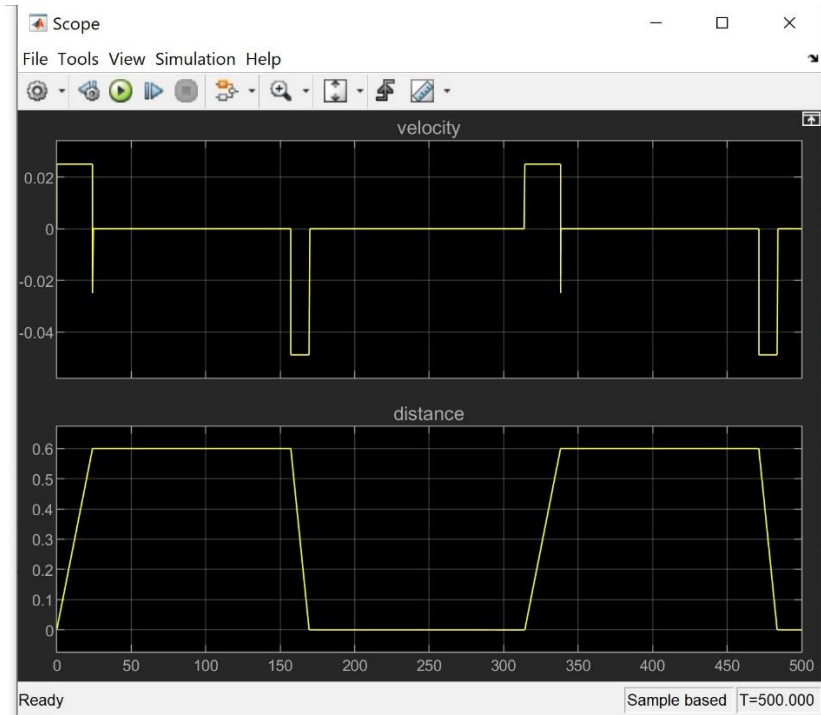 Scope
File Tools View Simulation Help
velocity
0.02
0
-0.02
-0.04
distance
0.6
0.5
0.4
0.3
0.2
0.1
0
0 50 100 150 200 250 300 350 400 450 500
Ready Sample based T=500.000